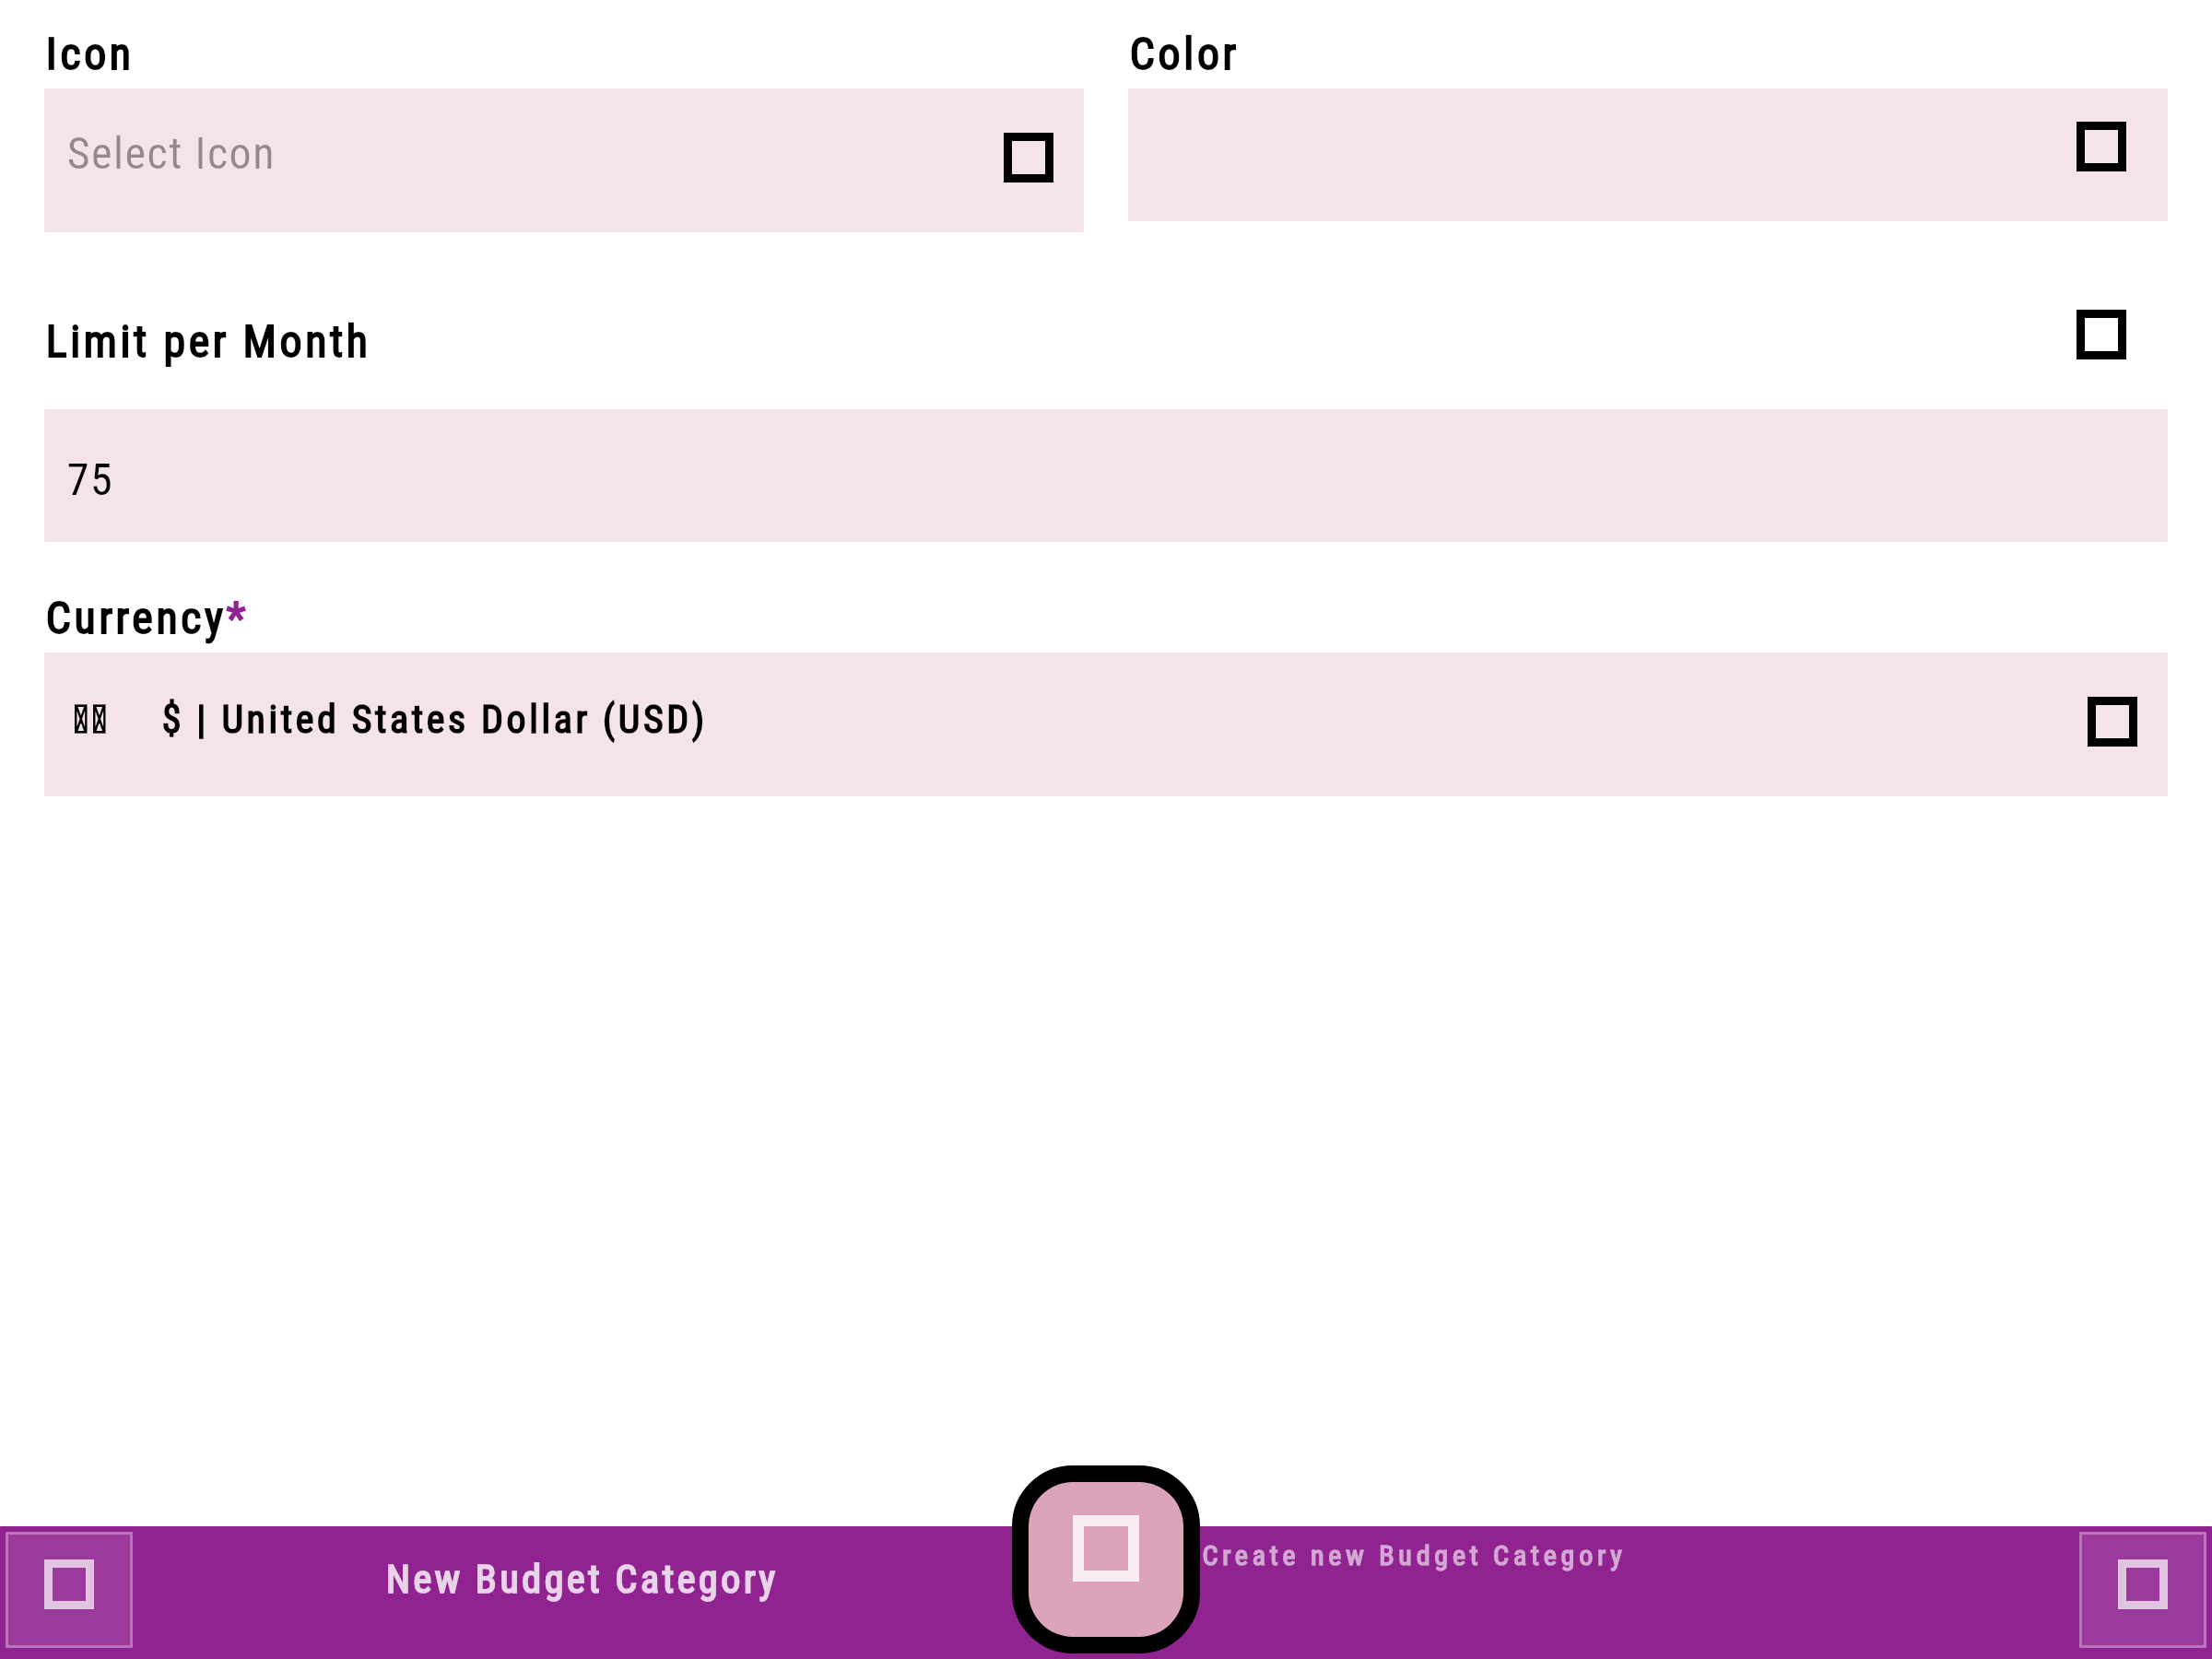 Icon
Color
Select Icon
Limit per Month
75
Currency*
$ | United States Dollar (USD)
New Budget Category
Create new Budget Category